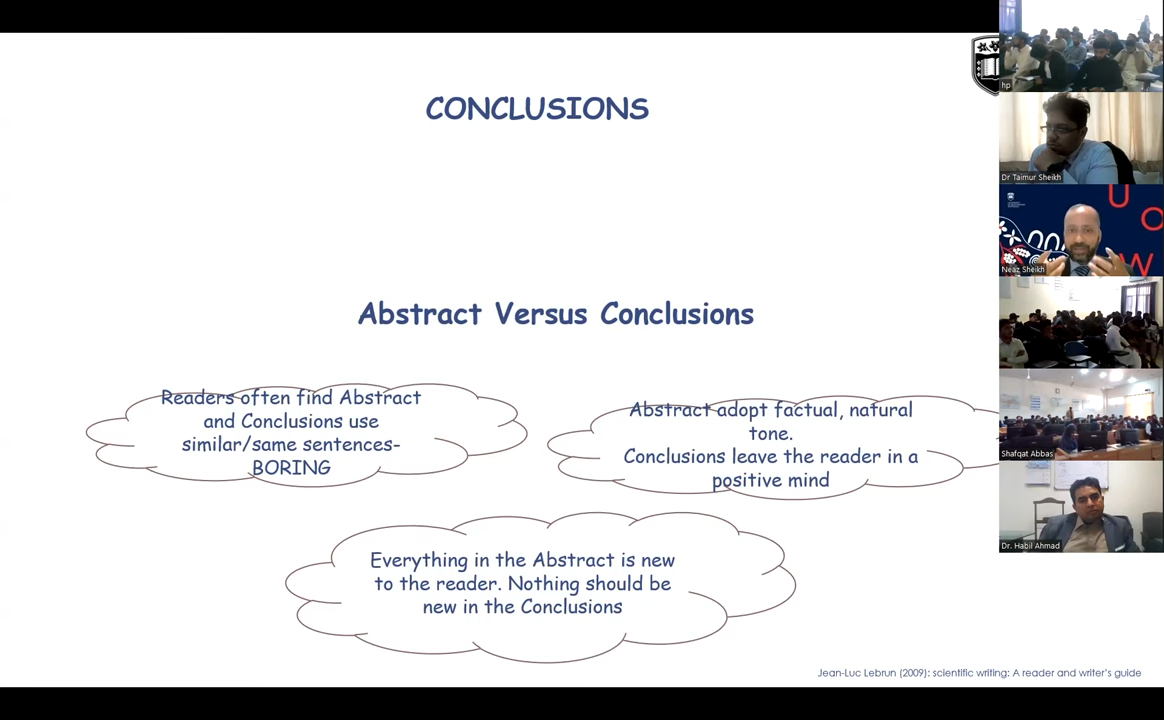 CONCLUSIONS
Abstract Versus Conclusions
Readers often find Abstract
and Conclusions use
similar/same sentences-
BORING
Abstract adopt factual, natural
tone.
Conclusions leave the reader in a
positive mind
Everything in the Abstract is new
to the reader. Nothing should be
new in the Conclusions
Jean-Luc Lebrun (2009): scientific writing: A reader and writer's guide
hp
Dr Taimur Sheikh
U
O
W
Neaz Sheikh
Shafqat Abbas
Dr. Habil Ahmad